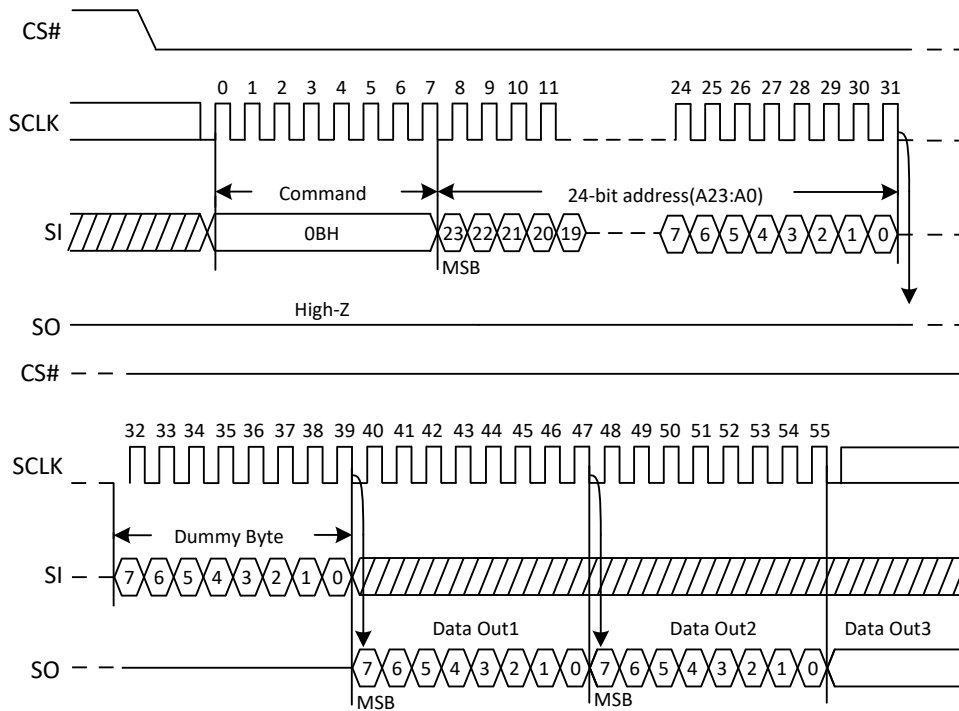 CS#
0 1 2 3 4 5 6 7 8 9 10 11 24 25 26 27 28 29 30 31
SCLK
Command 24-bit address(A23:A0)
SI 0BH 23 22 21 20 19 7 6 5 4 3 2 1 0
MSB
High-Z
SO
CS#
32 33 34 35 36 37 38 39 40 41 42 43 44 45 46 47 48 49 50 51 52 53 54 55
SCLK
Dummy Byte
SI 7 6 5 4 3 2 1 0
Data Out1 Data Out2 Data Out3
SO 7 6 5 4 3 2 1 0 7 6 5 4 3 2 1 0
MSB MSB